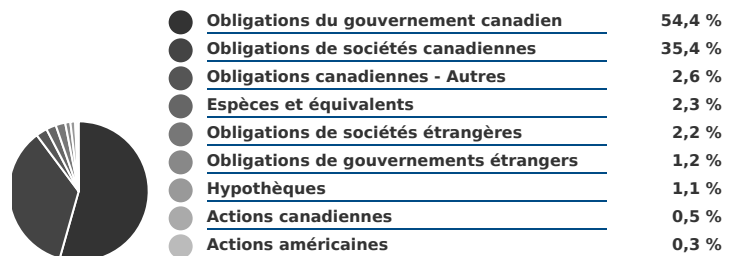 Obligations du gouvernement canadien 54,4 %
Obligations de sociétés canadiennes 35,4 %
Obligations canadiennes - Autres 2,6 %
Espèces et équivalents 2,3 %
Obligations de sociétés étrangères 2,2 %
Obligations de gouvernements étrangers 1,2 %
Hypothèques 1,1 %
Actions canadiennes 0,5 %
Actions américaines 0,3 %